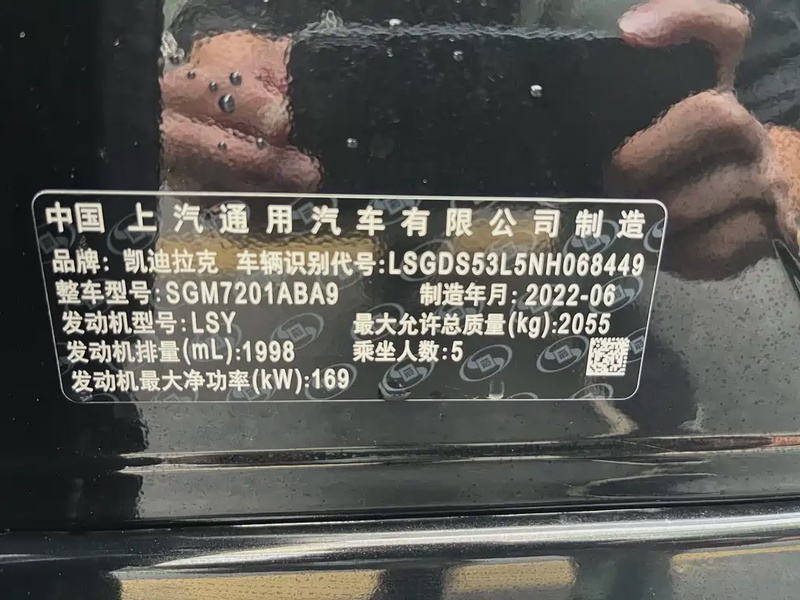 中国 上汽通用汽车有限公司制造
品牌: 凯迪拉克 车辆识别代号:LSGDS53L5NH068449
整车型号:SGM7201ABA9 制造年月:2022-06
发动机型号:LSY 最大允许总质量(kg):2055
发动机排量(mL):1998 乘坐人数:5
发动机最大净功率(kW):169